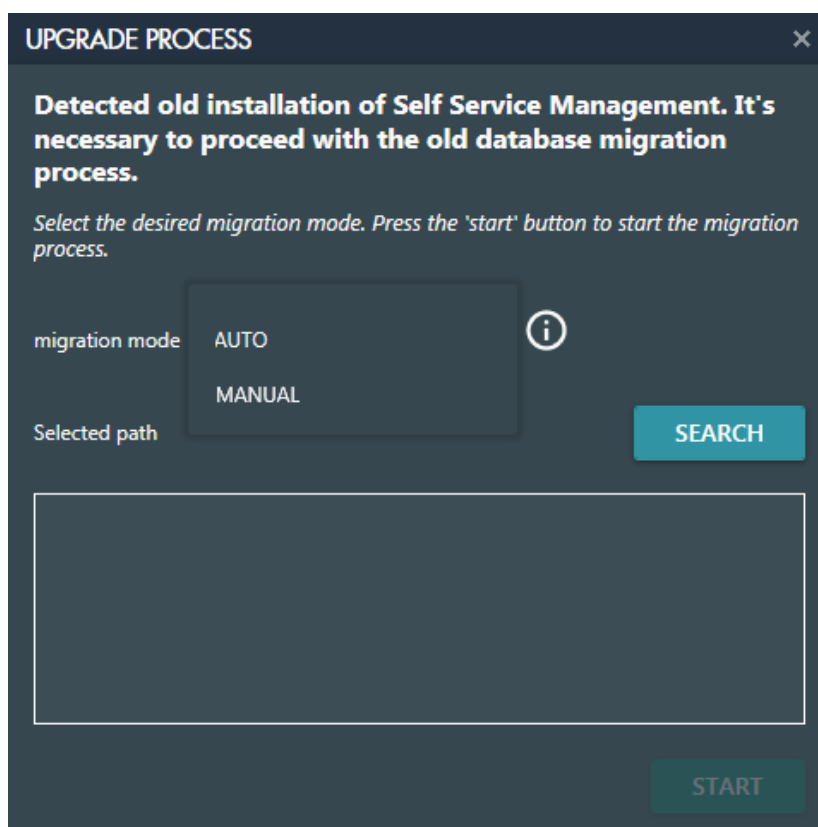 UPGRADE PROCESS
Detected old installation of Self Service Management. It's
necessary to proceed with the old database migration
process.
Select the desired migration mode. Press the 'start' button to start the migration
process.
migration mode
AUTO
MANUAL
Selected path
SEARCH
START